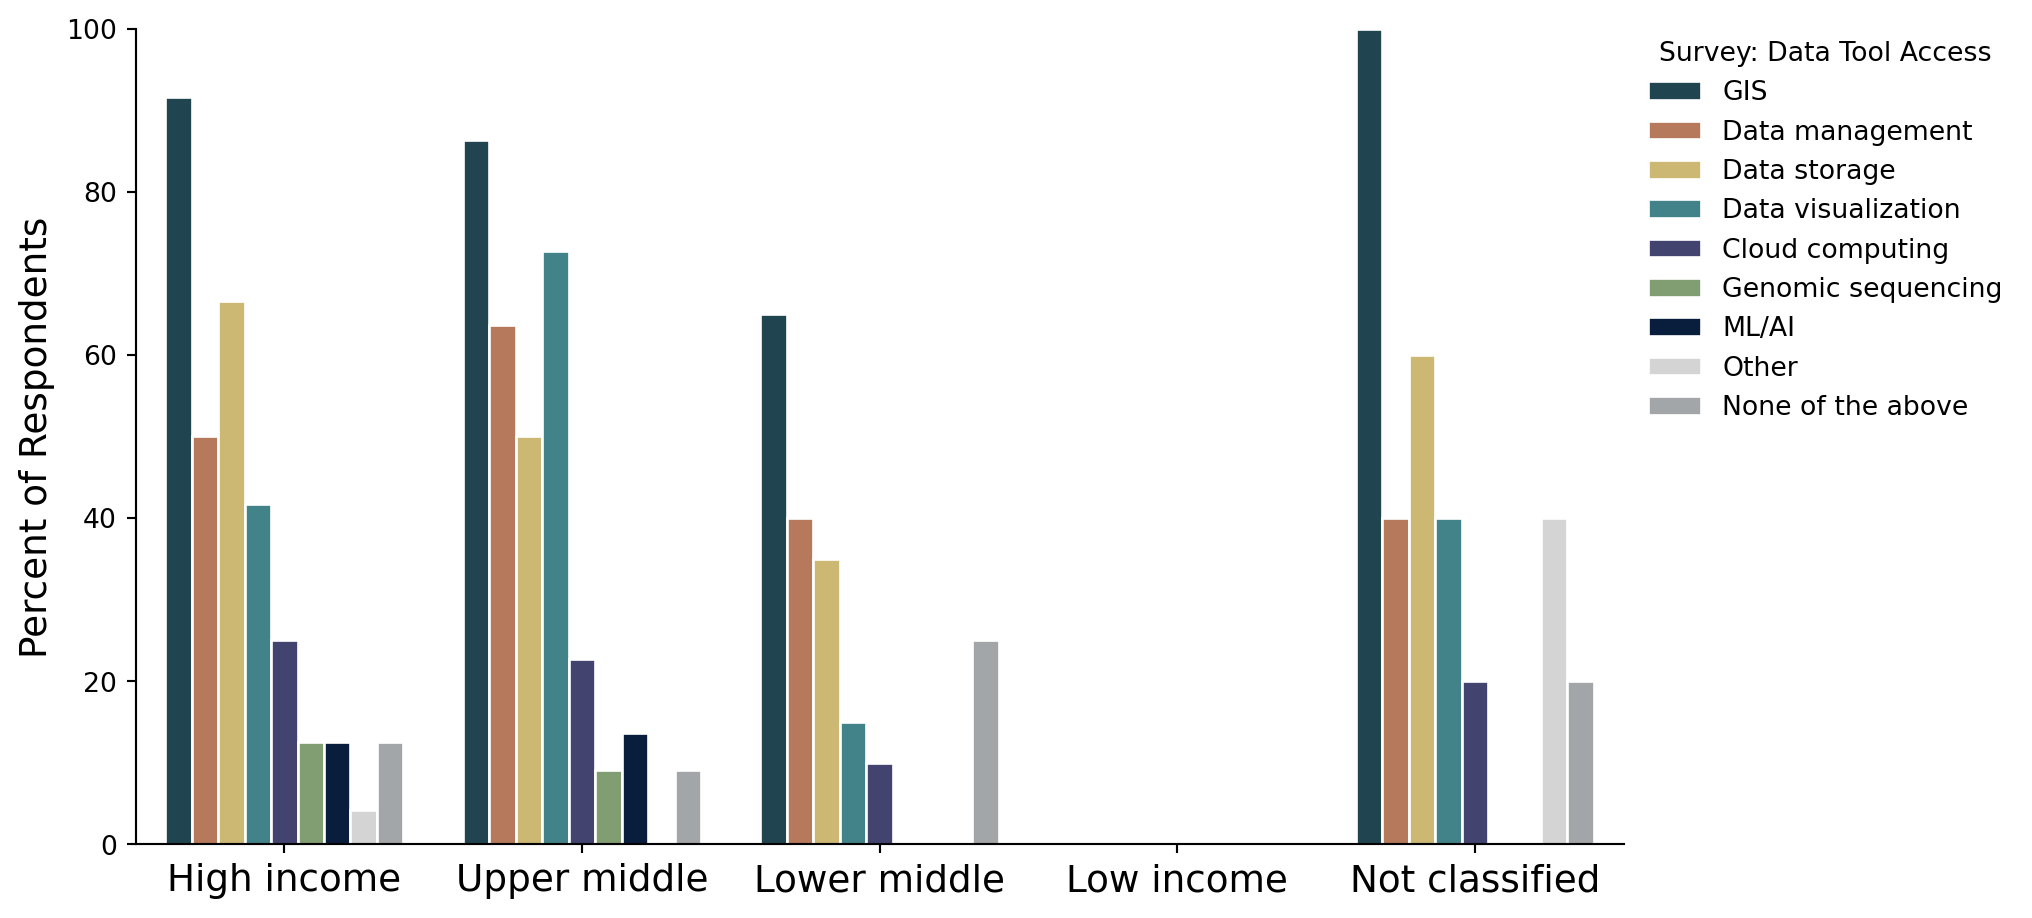 Percent of Respondents
100
80
60
40
20
0
High income
Upper middle
Lower middle
Low income
Not classified
Survey: Data Tool Access
GIS
Data management
Data storage
Data visualization
Cloud computing
Genomic sequencing
ML/AI
Other
None of the above